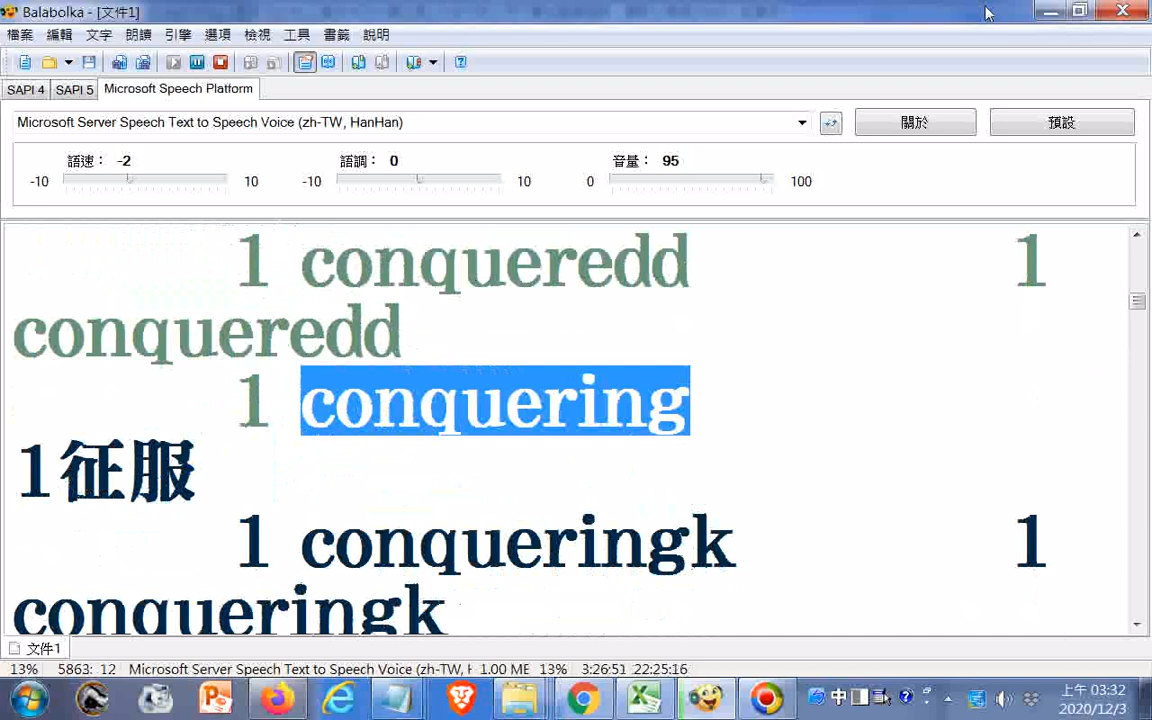 Balabolka - [文件1]
檔案 編輯 文字 朗讀 引擎 選項 檢視 工具 書籤 說明
SAPI 4 SAPI 5 Microsoft Speech Platform
Microsoft Server Speech Text to Speech Voice (zh-TW, HanHan) 關於 預設
語速： -2 語調： 0 音量： 95
-10 10 -10 10 0 100
1 conqueredd 1
conqueredd
1 conquering
1征服
1 conqueringk 1
conqueringk
文件1
13% 5863: 12 Microsoft Server Speech Text to Speech Voice (zh-TW, 1.00 ME 13% 3:26:51 22:25:16
中 上午 03:32
2020/12/3